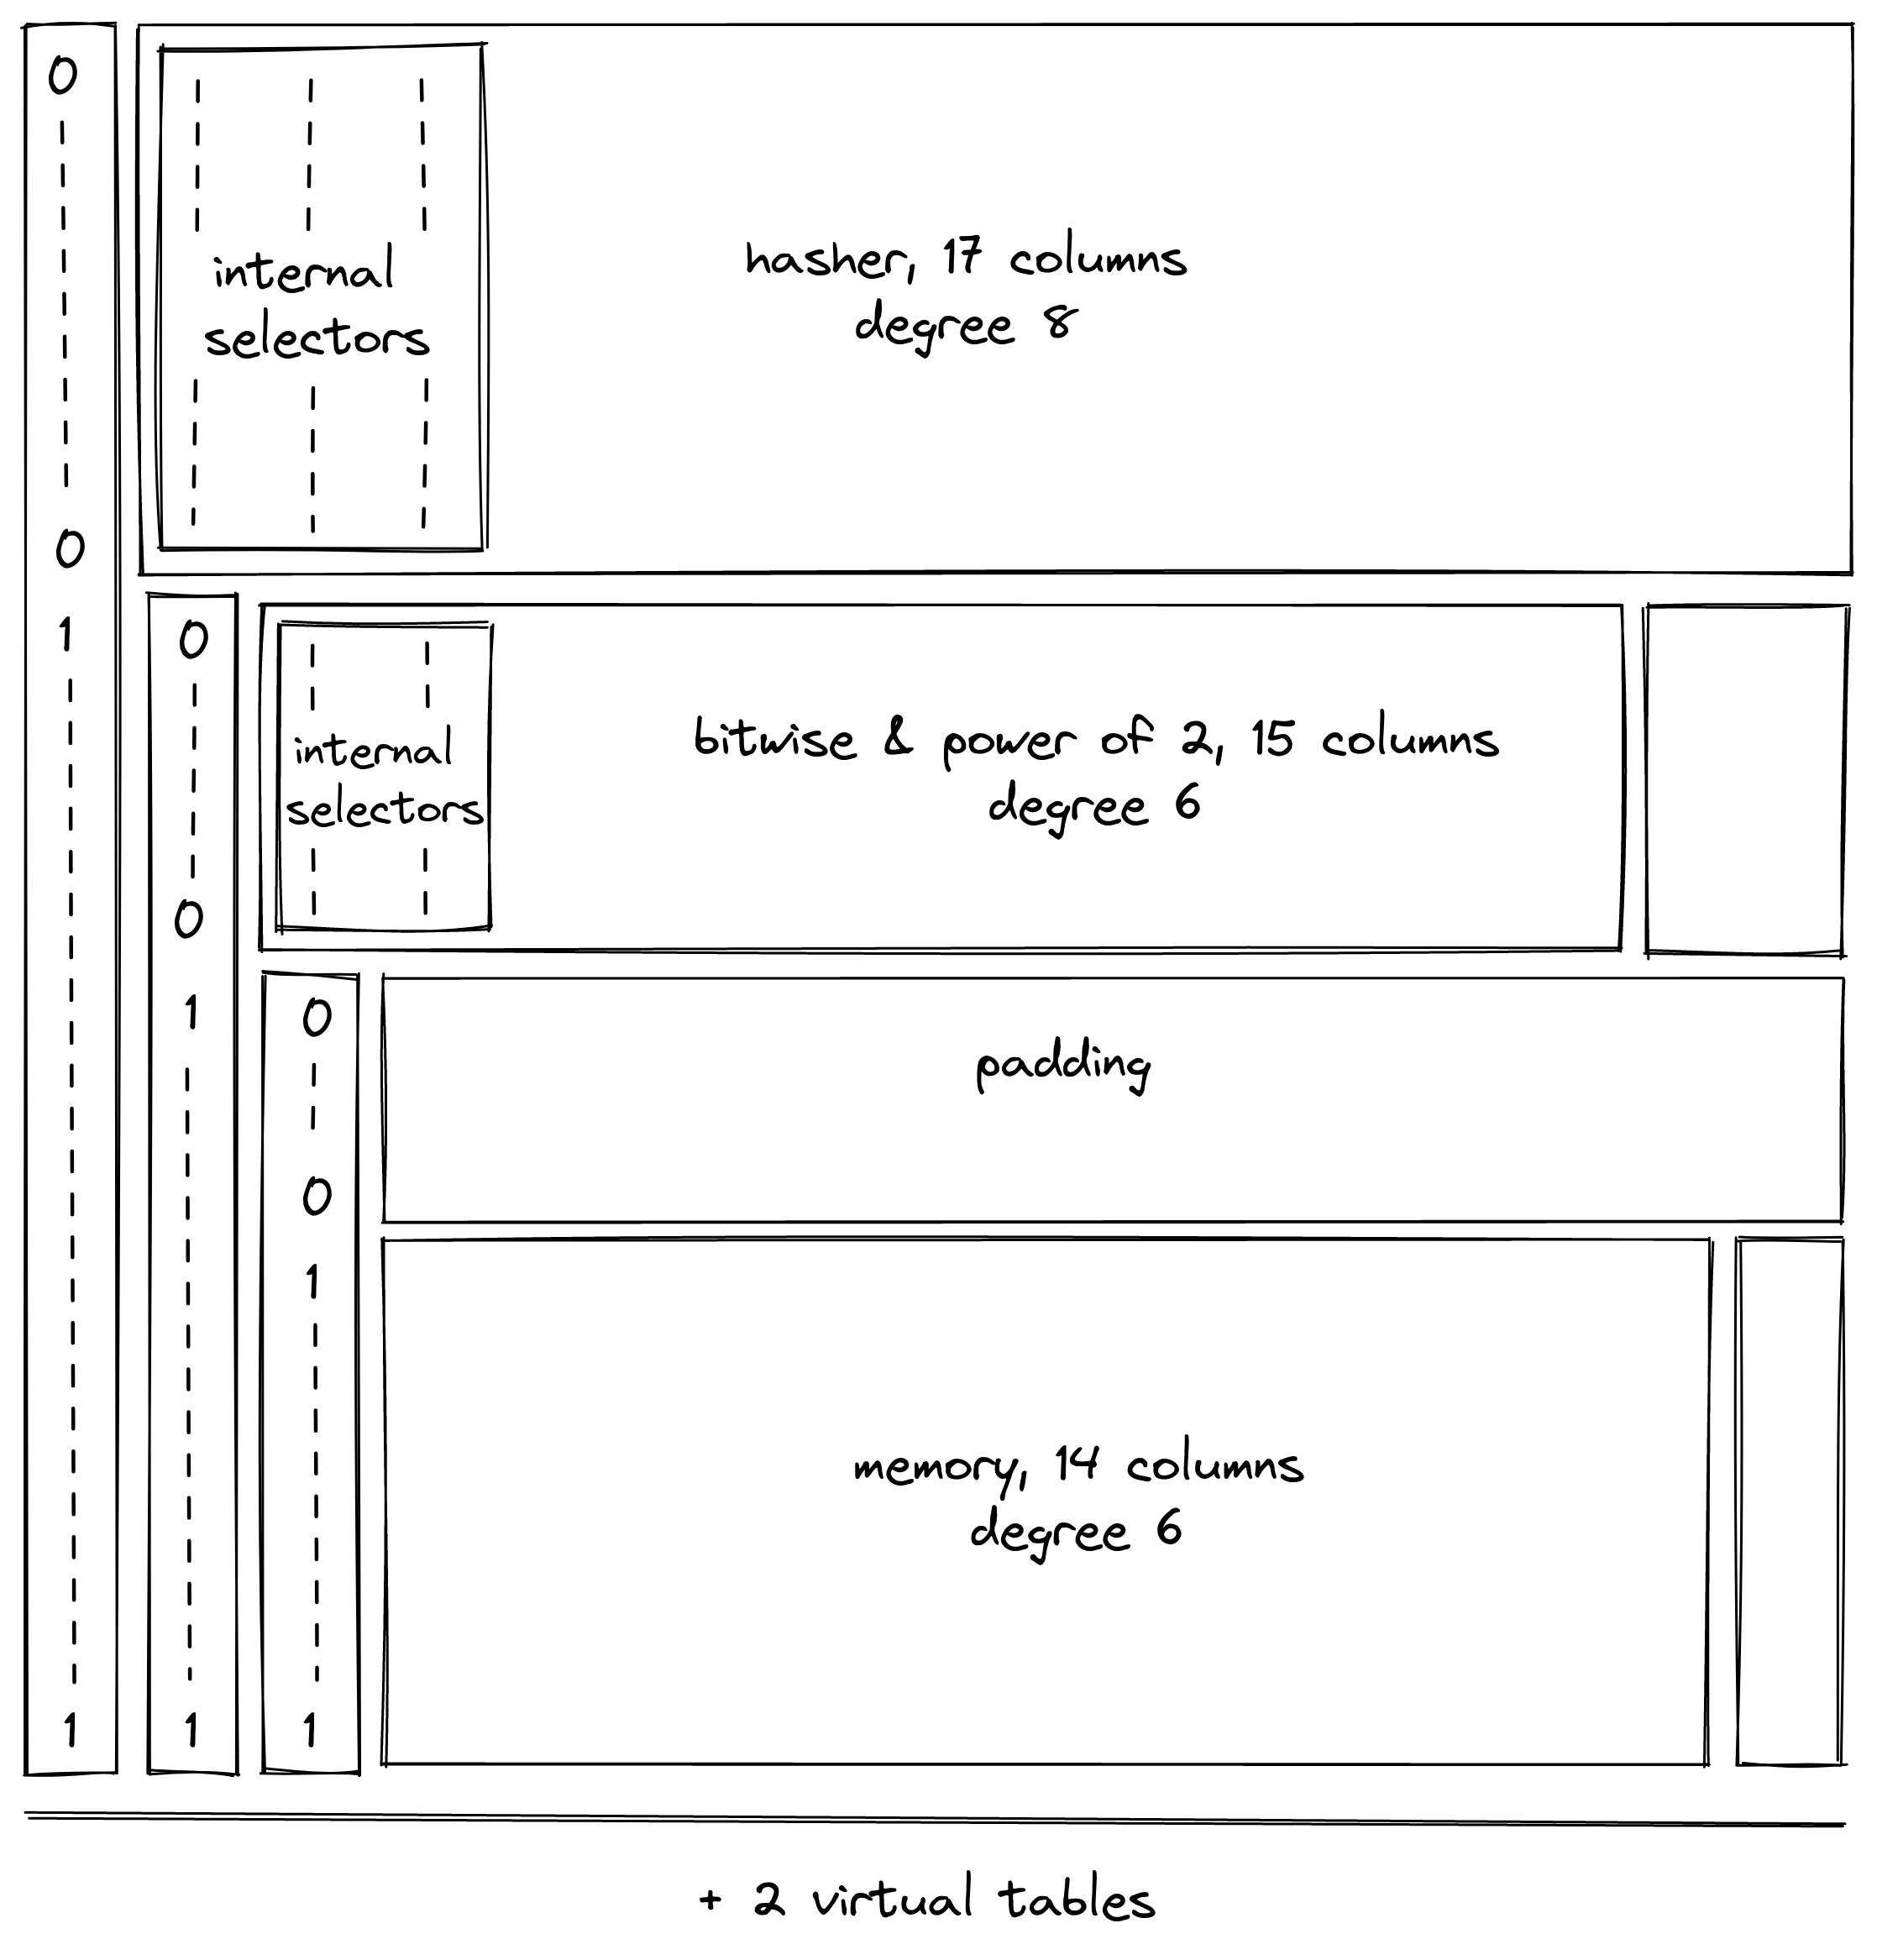 0
internal
selectors
hasher, 17 columns
degree 8
0
1
0
internal
selectors
bitwise & power of 2, 15 columns
degree 6
0
1
0
padding
0
1
memory, 14 columns
degree 6
1
1
1
+ 2 virtual tables